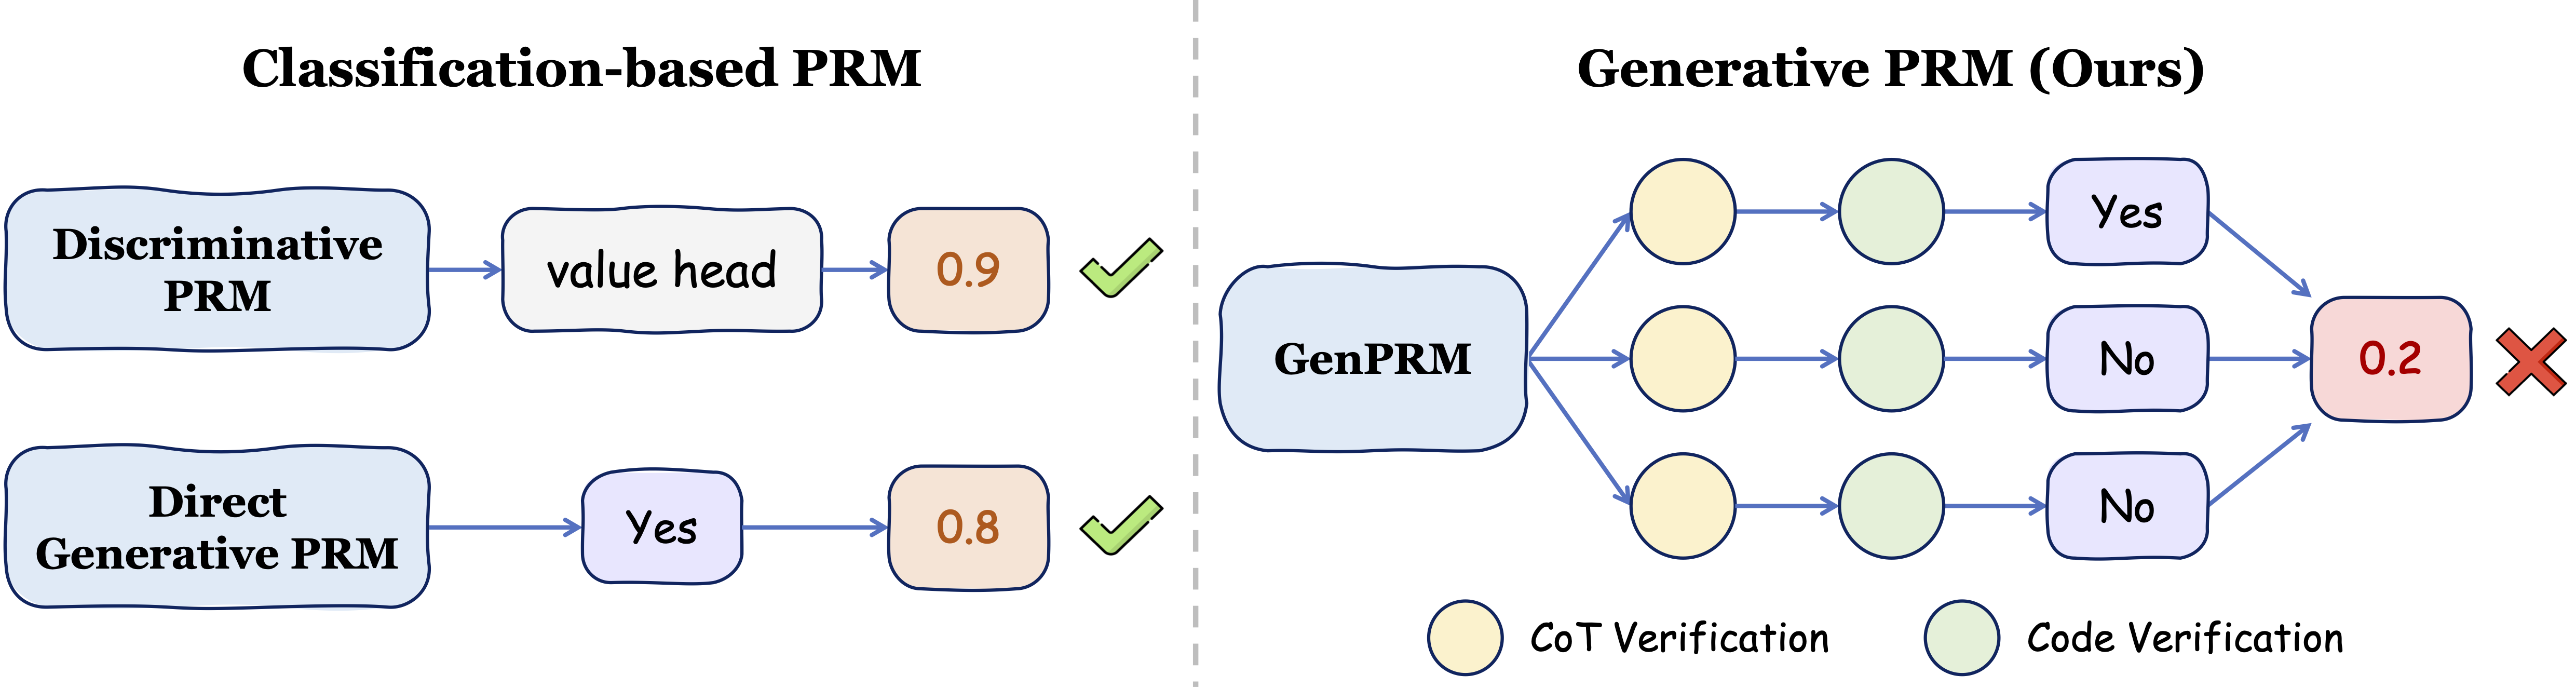 Classification-based PRM
Discriminative
PRM
value head
0.9
Direct
Generative PRM
Yes
0.8
Generative PRM (Ours)
GenPRM
Yes
No
No
0.2
CoT Verification
Code Verification